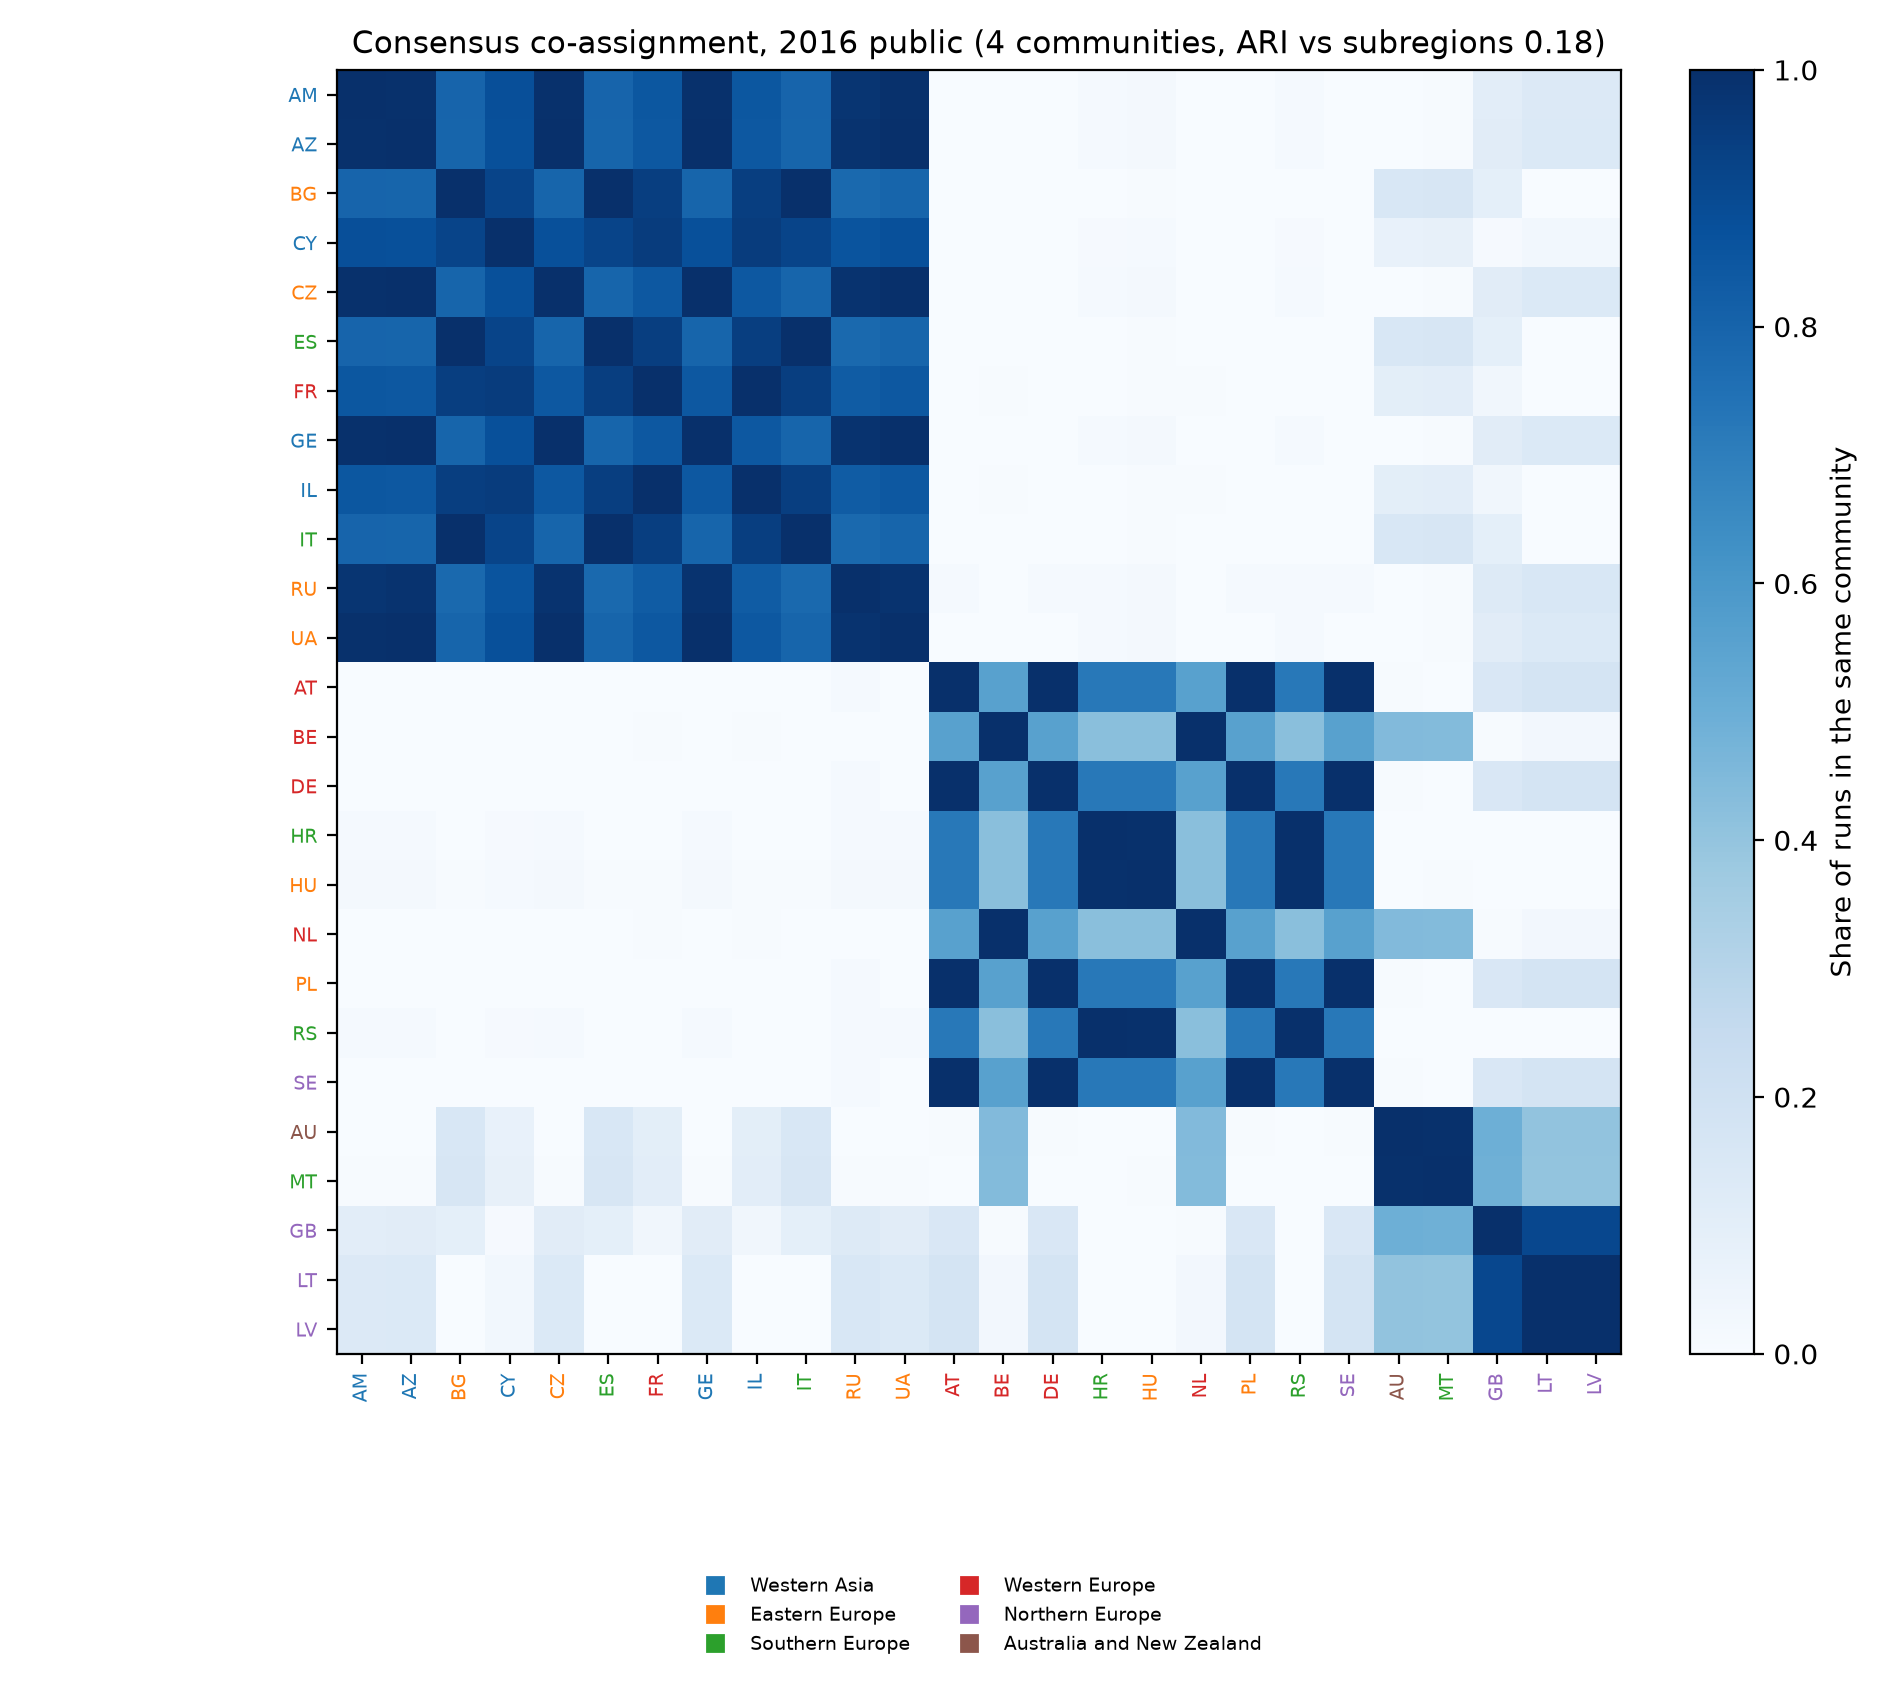 Consensus co-assignment, 2016 public (4 communities, ARI vs subregions 0.18)
AM
AZ
BG
CY
CZ
ES
FR
GE
IL
IT
RU
UA
AT
BE
DE
HR
HU
NL
PL
RS
SE
AU
MT
GB
LT
LV
AM AZ BG CY CZ ES FR GE IL IT RU UA AT BE DE HR HU NL PL RS SE AU MT GB LT LV
1.0
0.8
0.6
0.4
0.2
0.0
Share of runs in the same community
Western Asia
Eastern Europe
Southern Europe
Western Europe
Northern Europe
Australia and New Zealand